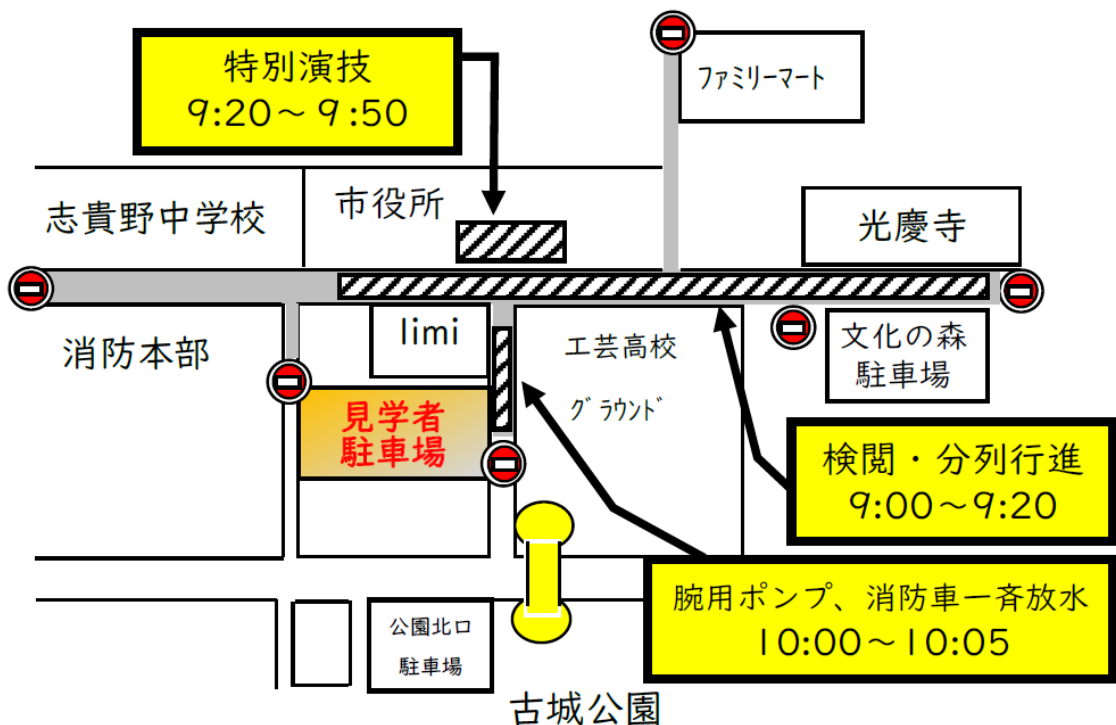 特別演技
9:20～9:50
ファミリーマート
志貴野中学校
市役所
光慶寺
消防本部
limi
工芸高校
グラウンド
文化の森
駐車場
見学者
駐車場
検閲・分列行進
9:00～9:20
腕用ポンプ、消防車一斉放水
10:00～10:05
公園北口
駐車場
古城公園